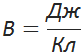 В = Дж / Кл